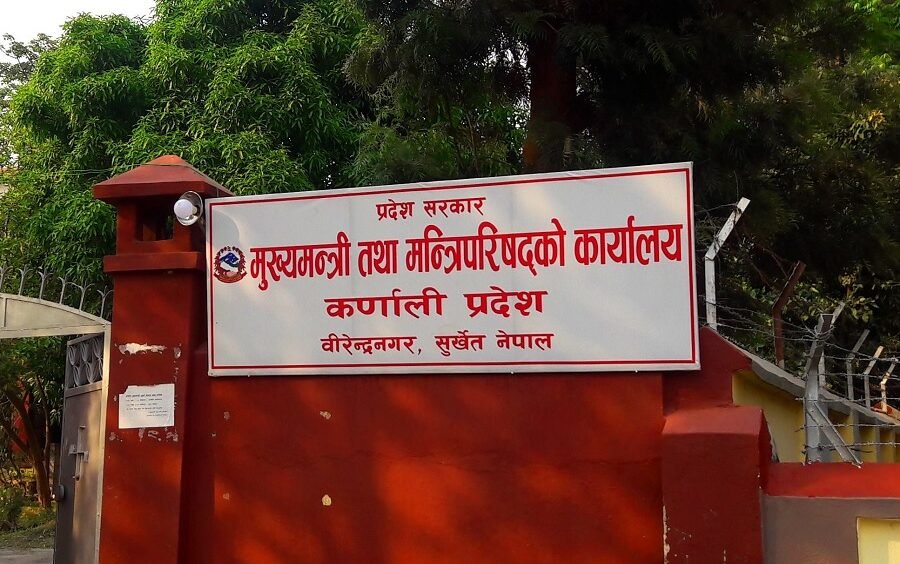 प्रदेश सरकार
मुख्यमन्त्री तथा मन्त्रिपरिषद्को कार्यालय
कर्णाली प्रदेश
वीरेन्द्रनगर, सुर्खेत नेपाल